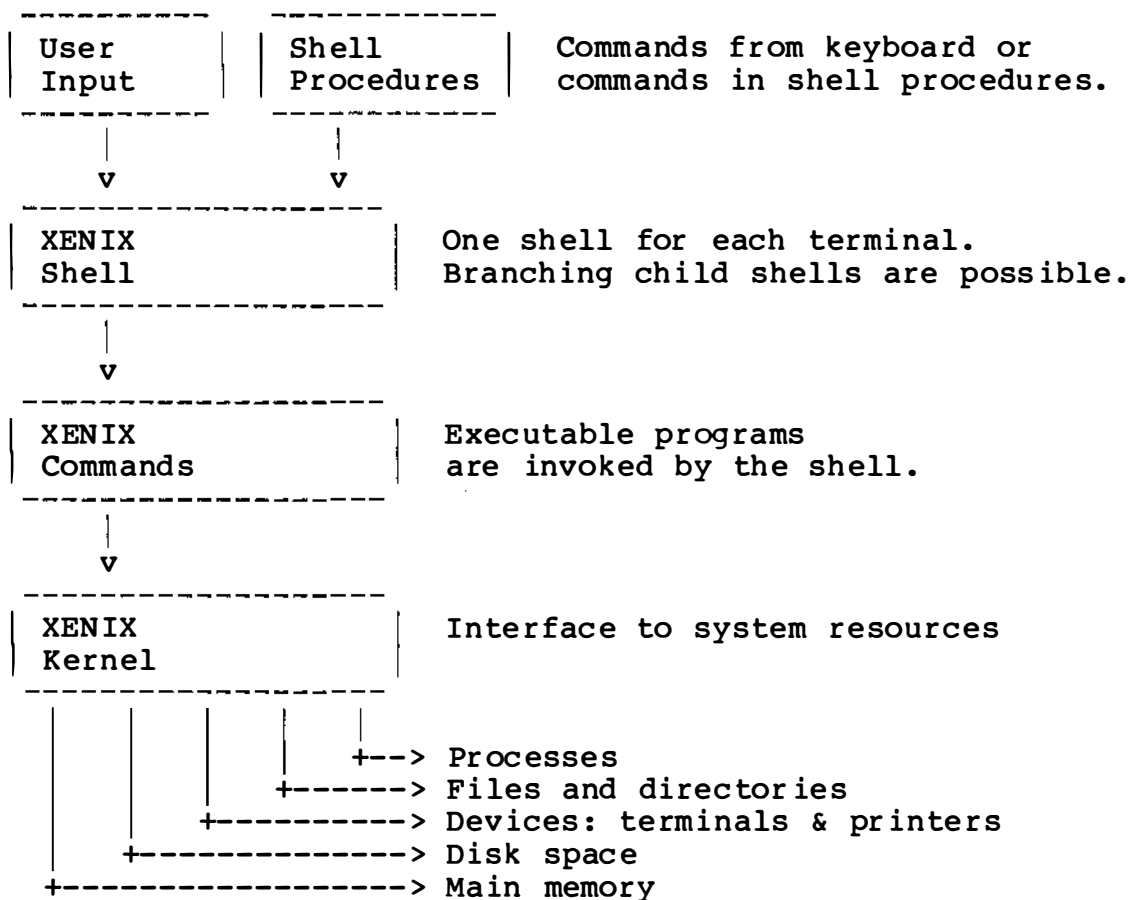 User Shell Commands from keyboard or
Input Procedures commands in shell procedures.
v v
XENIX One shell for each terminal.
Shell Branching child shells are possible.
v
XENIX Executable programs
Commands are invoked by the shell.
v
XENIX Interface to system resources
Kernel
+--> Processes
+------> Files and directories
+----------> Devices: terminals & printers
+--------------> Disk space
+------------------> Main memory